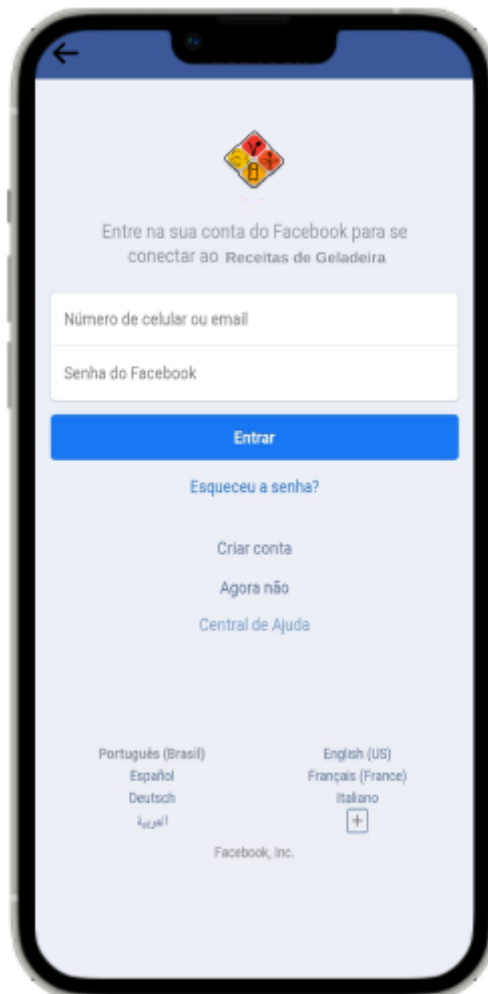 Entre na sua conta do Facebook para se
conectar ao Receitas de Geladeira
Número de celular ou email
Senha do Facebook
Entrar
Esqueceu a senha?
Criar conta
Agora não
Central de Ajuda
Português (Brasil)
English (US)
Español
Français (France)
Deutsch
Italiano
العربية
+
Facebook, Inc.